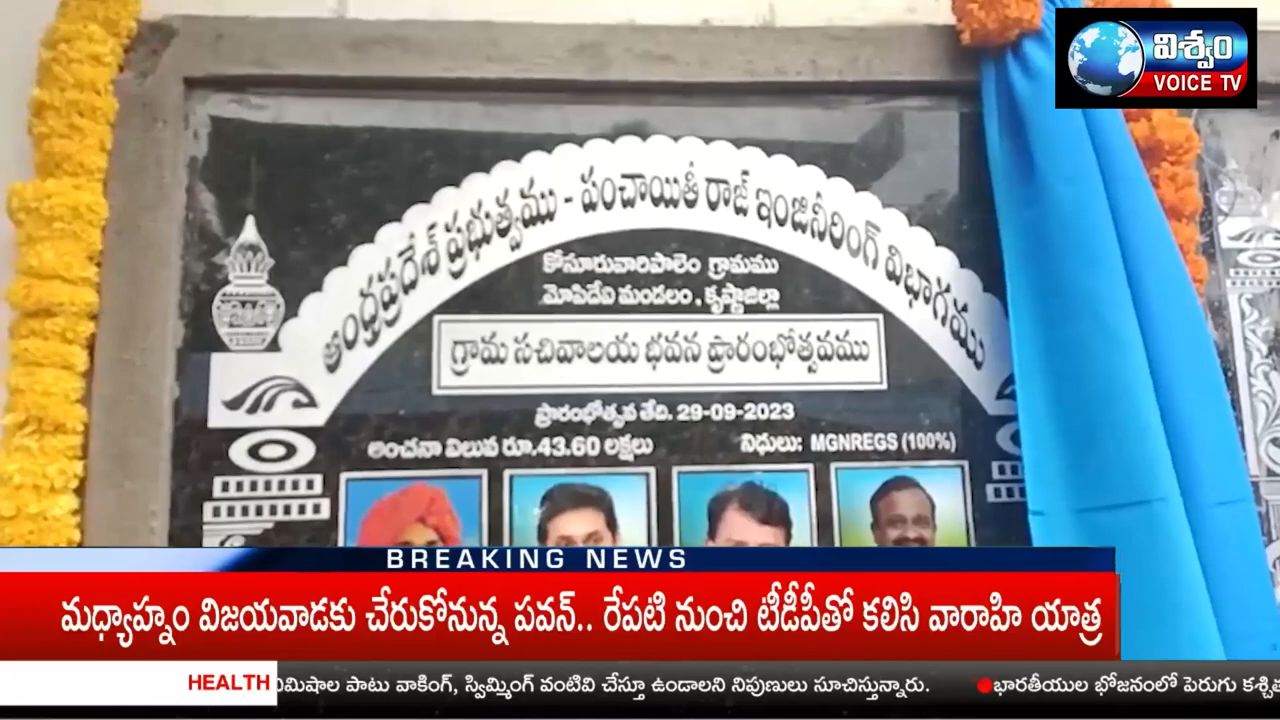 విశ్వం
VOICE TV
ఆంధ్రప్రదేశ్ ప్రభుత్వము - పంచాయితీ రాజ్ ఇంజనీరింగ్ విభాగము
కోసూరువారిపాలెం గ్రామము
మోపిదేవి మండలం, కృష్ణాజిల్లా
గ్రామ సచివాలయ భవన ప్రారంభోత్సవము
ప్రారంభోత్సవ తేది. 29-09-2023
అంచనా విలువ రూ.43.60 లక్షలు
నిధులు: MGNREGS (100%)
BREAKING NEWS
మధ్యాహ్నం విజయవాడకు చేరుకోనున్న పవన్.. రేపటి నుంచి టీడీపీతో కలిసి వారాహి యాత్ర
HEALTH
పాటు వాకింగ్, స్విమ్మింగ్ వంటివి చేస్తూ ఉండాలని నిపుణులు సూచిస్తున్నారు. భారతీయుల భోజనంలో పెరుగు